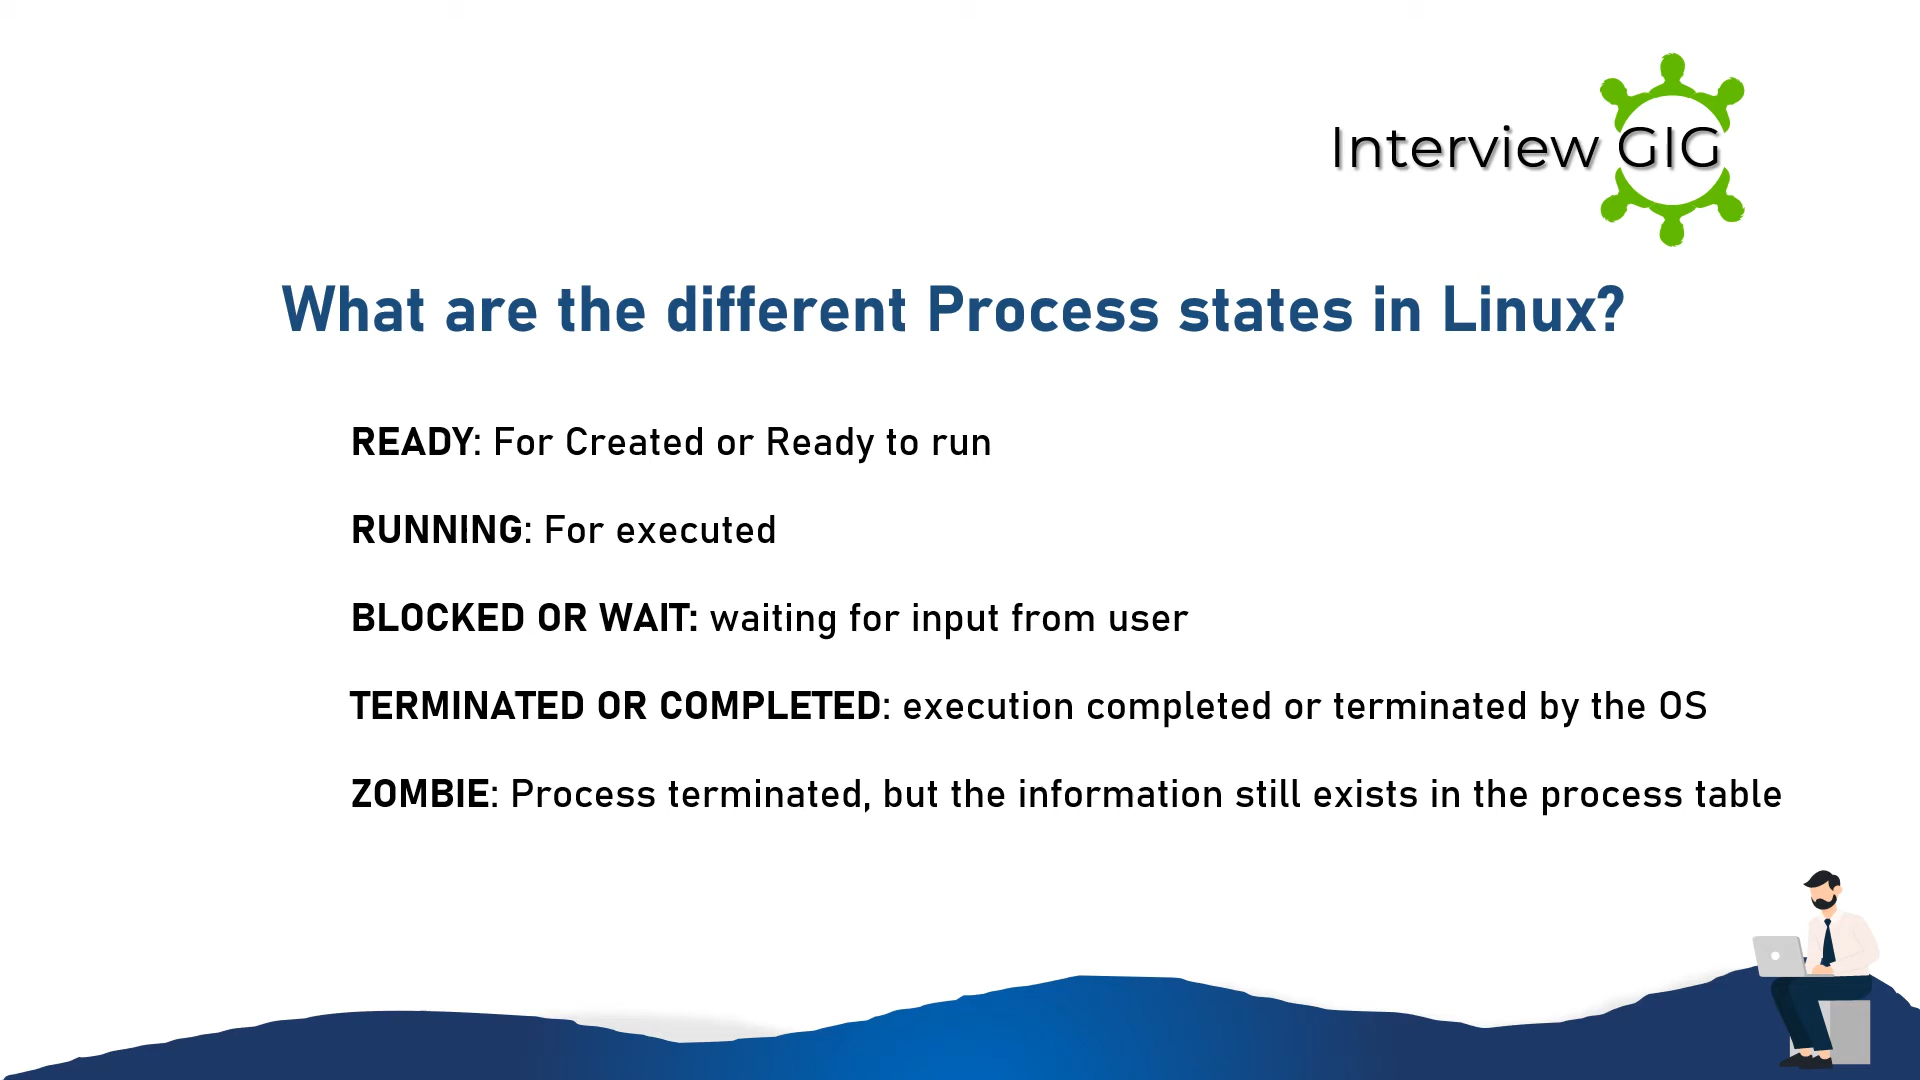 Interview GIG
What are the different Process states in Linux?
READY: For Created or Ready to run
RUNNING: For executed
BLOCKED OR WAIT: waiting for input from user
TERMINATED OR COMPLETED: execution completed or terminated by the OS
ZOMBIE: Process terminated, but the information still exists in the process table